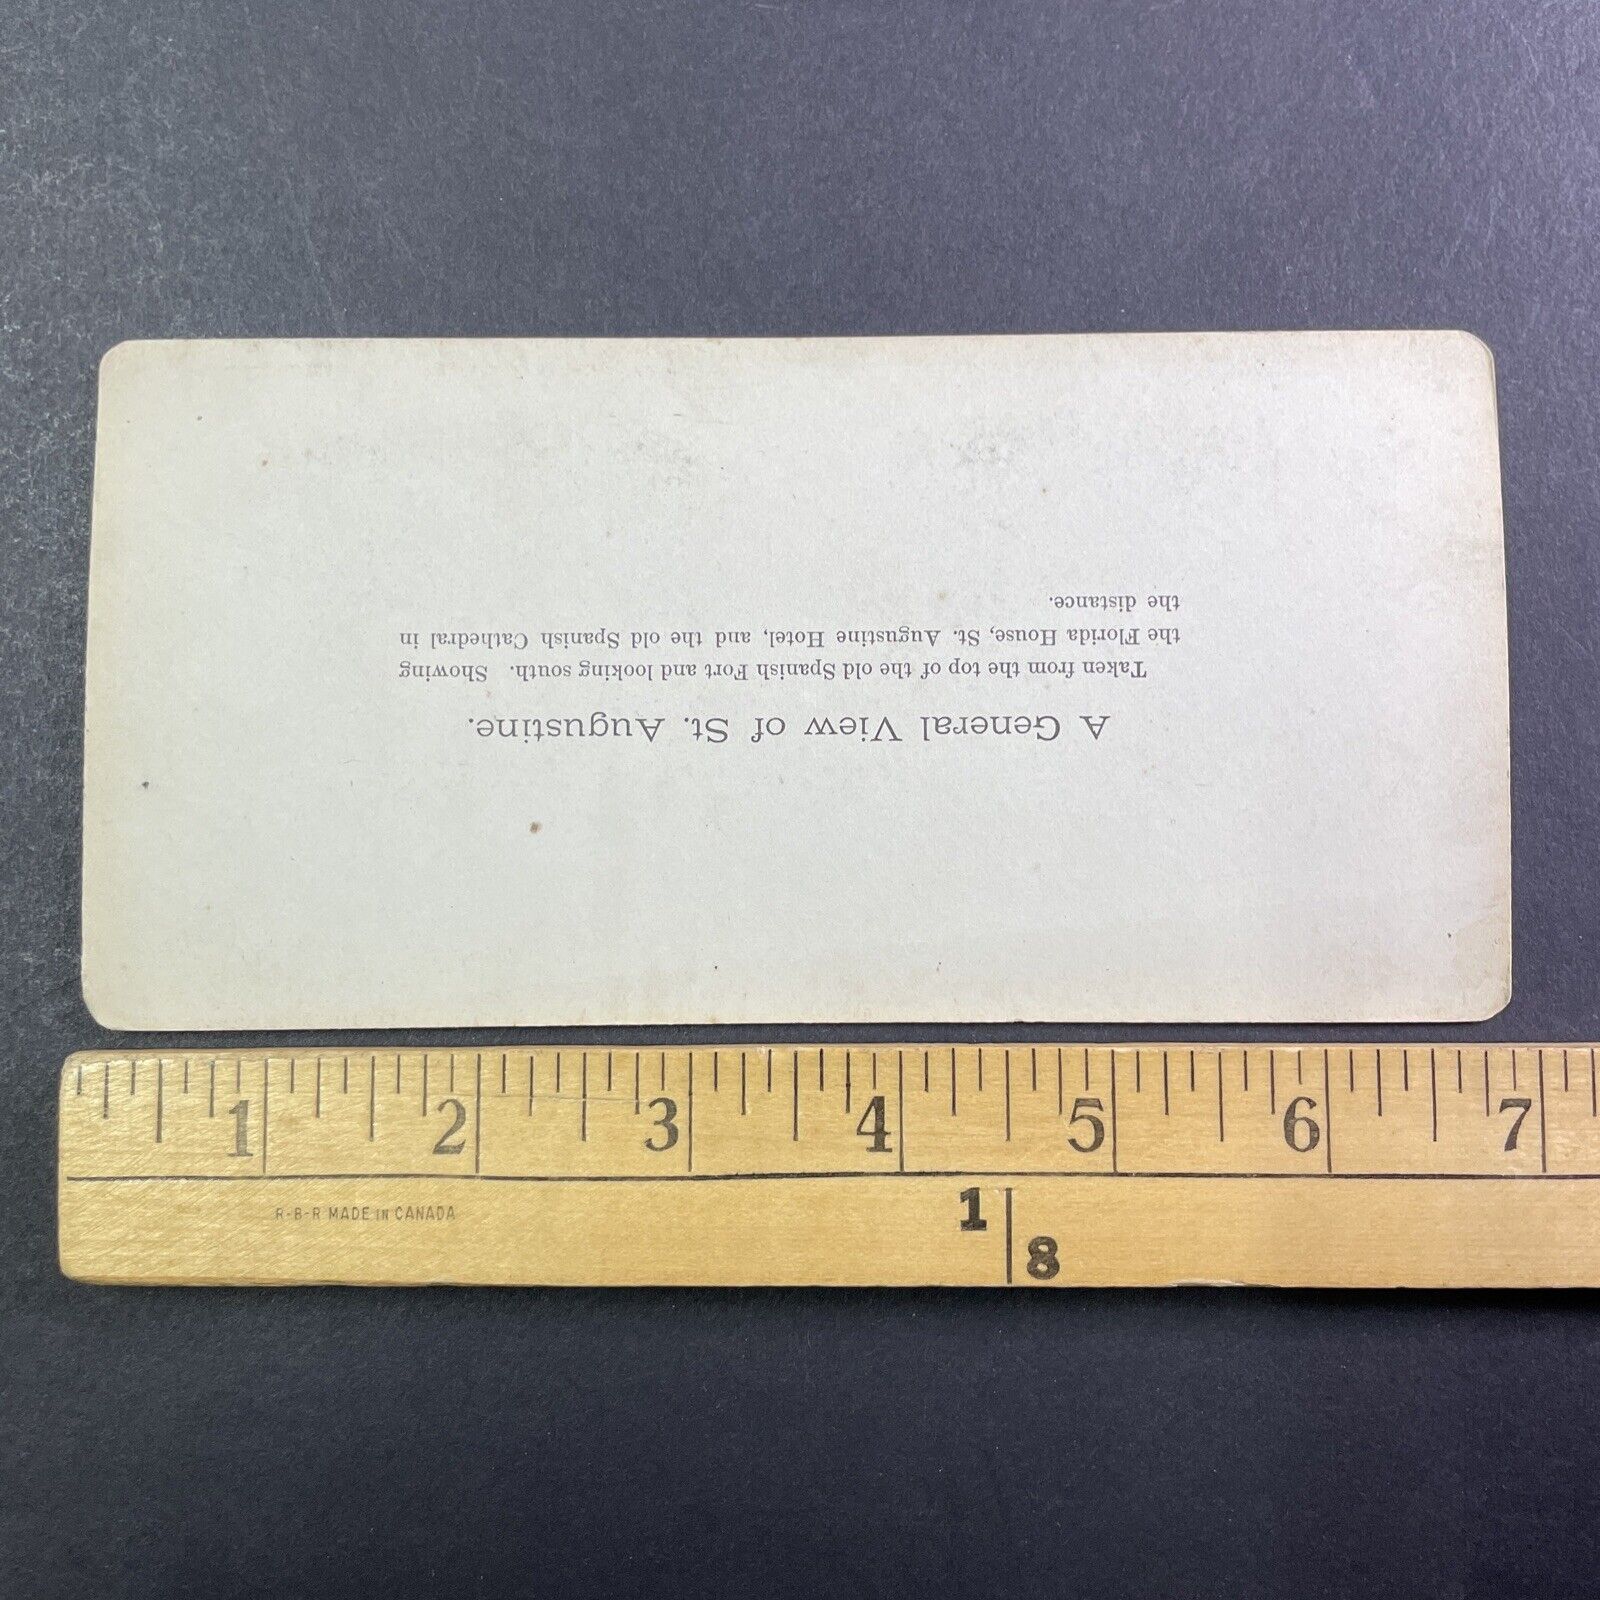 A General View of St. Augustine.
Taken from the top of the old Spanish Fort and looking south. Showing
the Florida House, St. Augustine Hotel, and the old Spanish Cathedral in
the distance.
1 2 3 4 5 6 7
R-B-R MADE IN CANADA
1
8